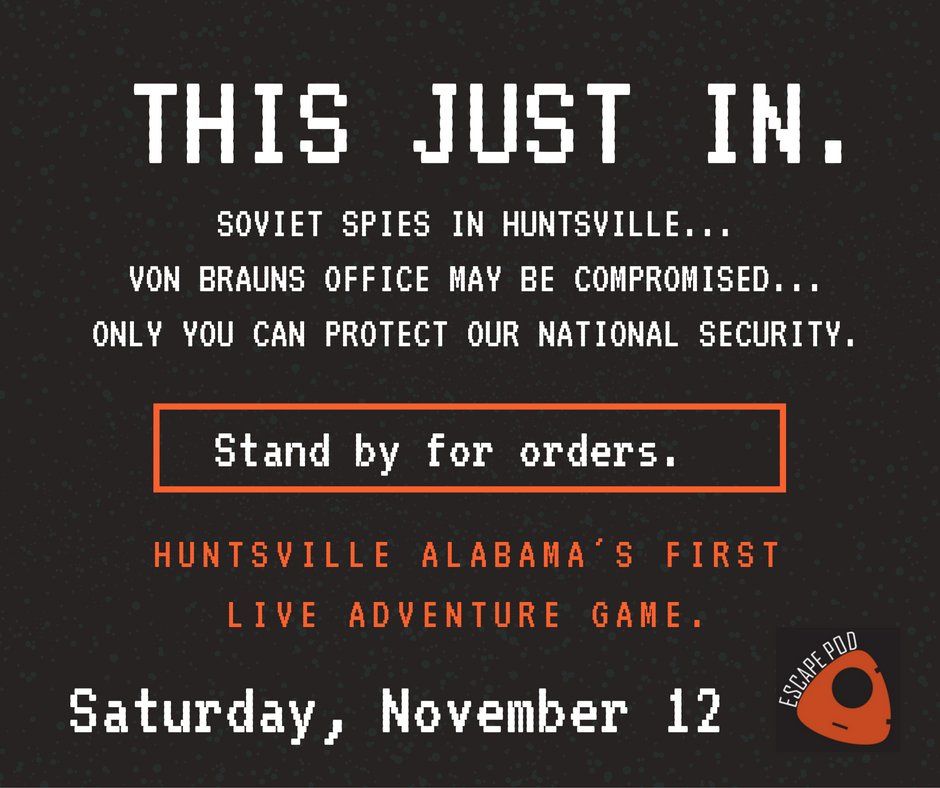 THIS JUST IN.
SOVIET SPIES IN HUNTSVILLE...
VON BRAUNS OFFICE MAY BE COMPROMISED...
ONLY YOU CAN PROTECT OUR NATIONAL SECURITY.
Stand by for orders.
HUNTSVILLE ALABAMA´S FIRST
LIVE ADVENTURE GAME.
ESCAPE POD
Saturday, November 12